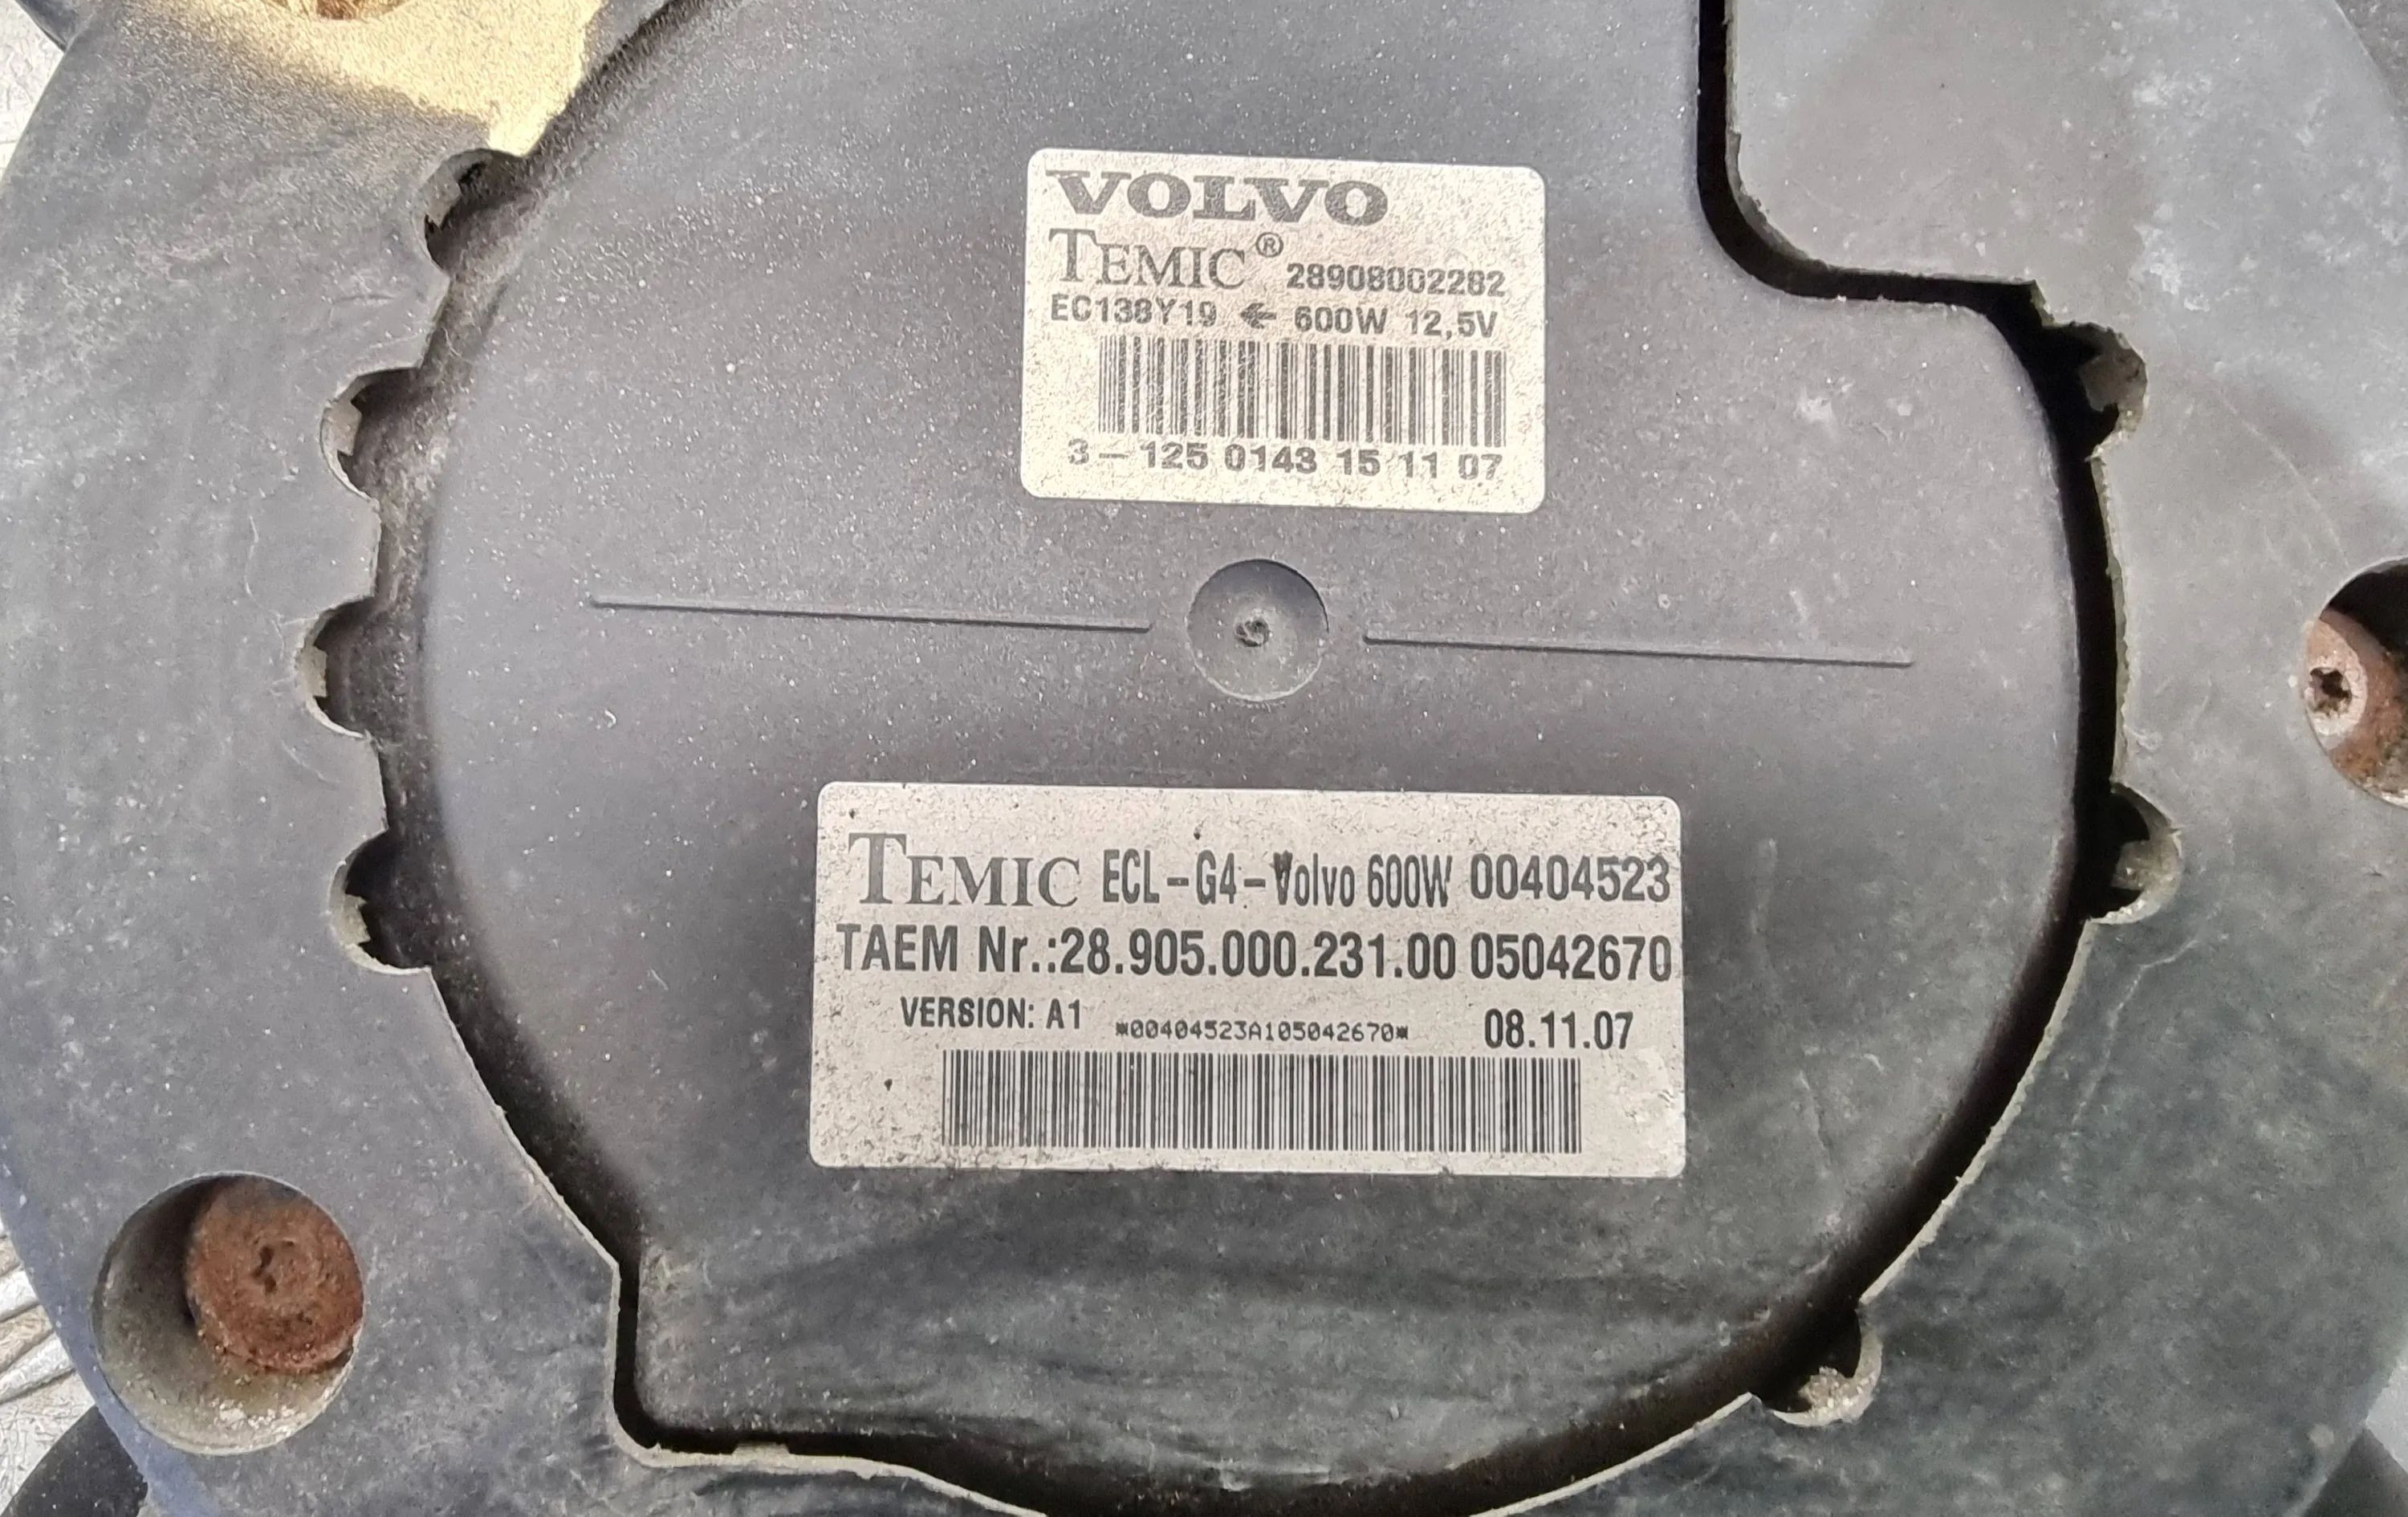 VOLVO
TEMIC® 28908002282
EC138Y19 ← 600W 12,5V
3-125 0143 15 11 07
TEMIC ECL-G4-Volvo 600W 00404523
TAEM Nr.:28.905.000.231.00 05042670
VERSION: A1 *00404523A105042670* 08.11.07